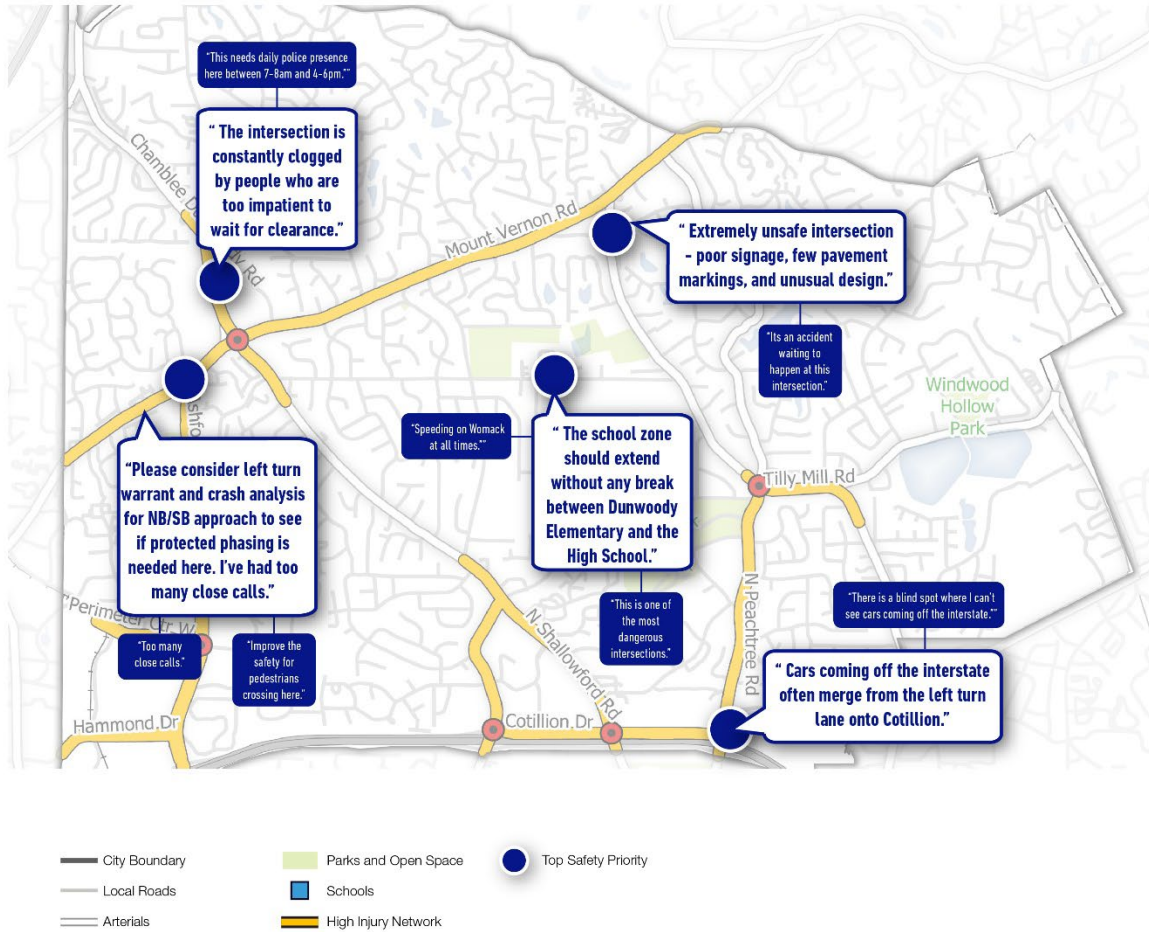 "This needs daily police presence
here between 7-8am and 4-6pm.""
" The intersection is
constantly clogged
by people who are
too impatient to
wait for clearance."
Chamblee D
dy Rd
Mount Vernon Rd
" Extremely unsafe intersection
- poor signage, few pavement
markings, and unusual design."
"Its an accident
waiting to
happen at this
intersection."
Windwood
Hollow
Park
"Speeding on Womack
at all times.""
" The school zone
should extend
without any break
between Dunwoody
Elementary and the
High School."
"This is one of
the most
dangerous
intersections."
Tilly Mill Rd
shfo
"Please consider left turn
warrant and crash analysis
for NB/SB approach to see
if protected phasing is
needed here. I've had too
many close calls."
"Too many
close calls."
"Improve the
safety for
pedestrians
crossing here."
Perimeter Ctr W
Hammond Dr
N Shallowford Rd
Cotillion Dr
N Peachtree Rd
"There is a blind spot where I can't
see cars coming off the interstate.""
" Cars coming off the interstate
often merge from the left turn
lane onto Cotillion."
City Boundary
Local Roads
Arterials
Parks and Open Space
Schools
High Injury Network
Top Safety Priority